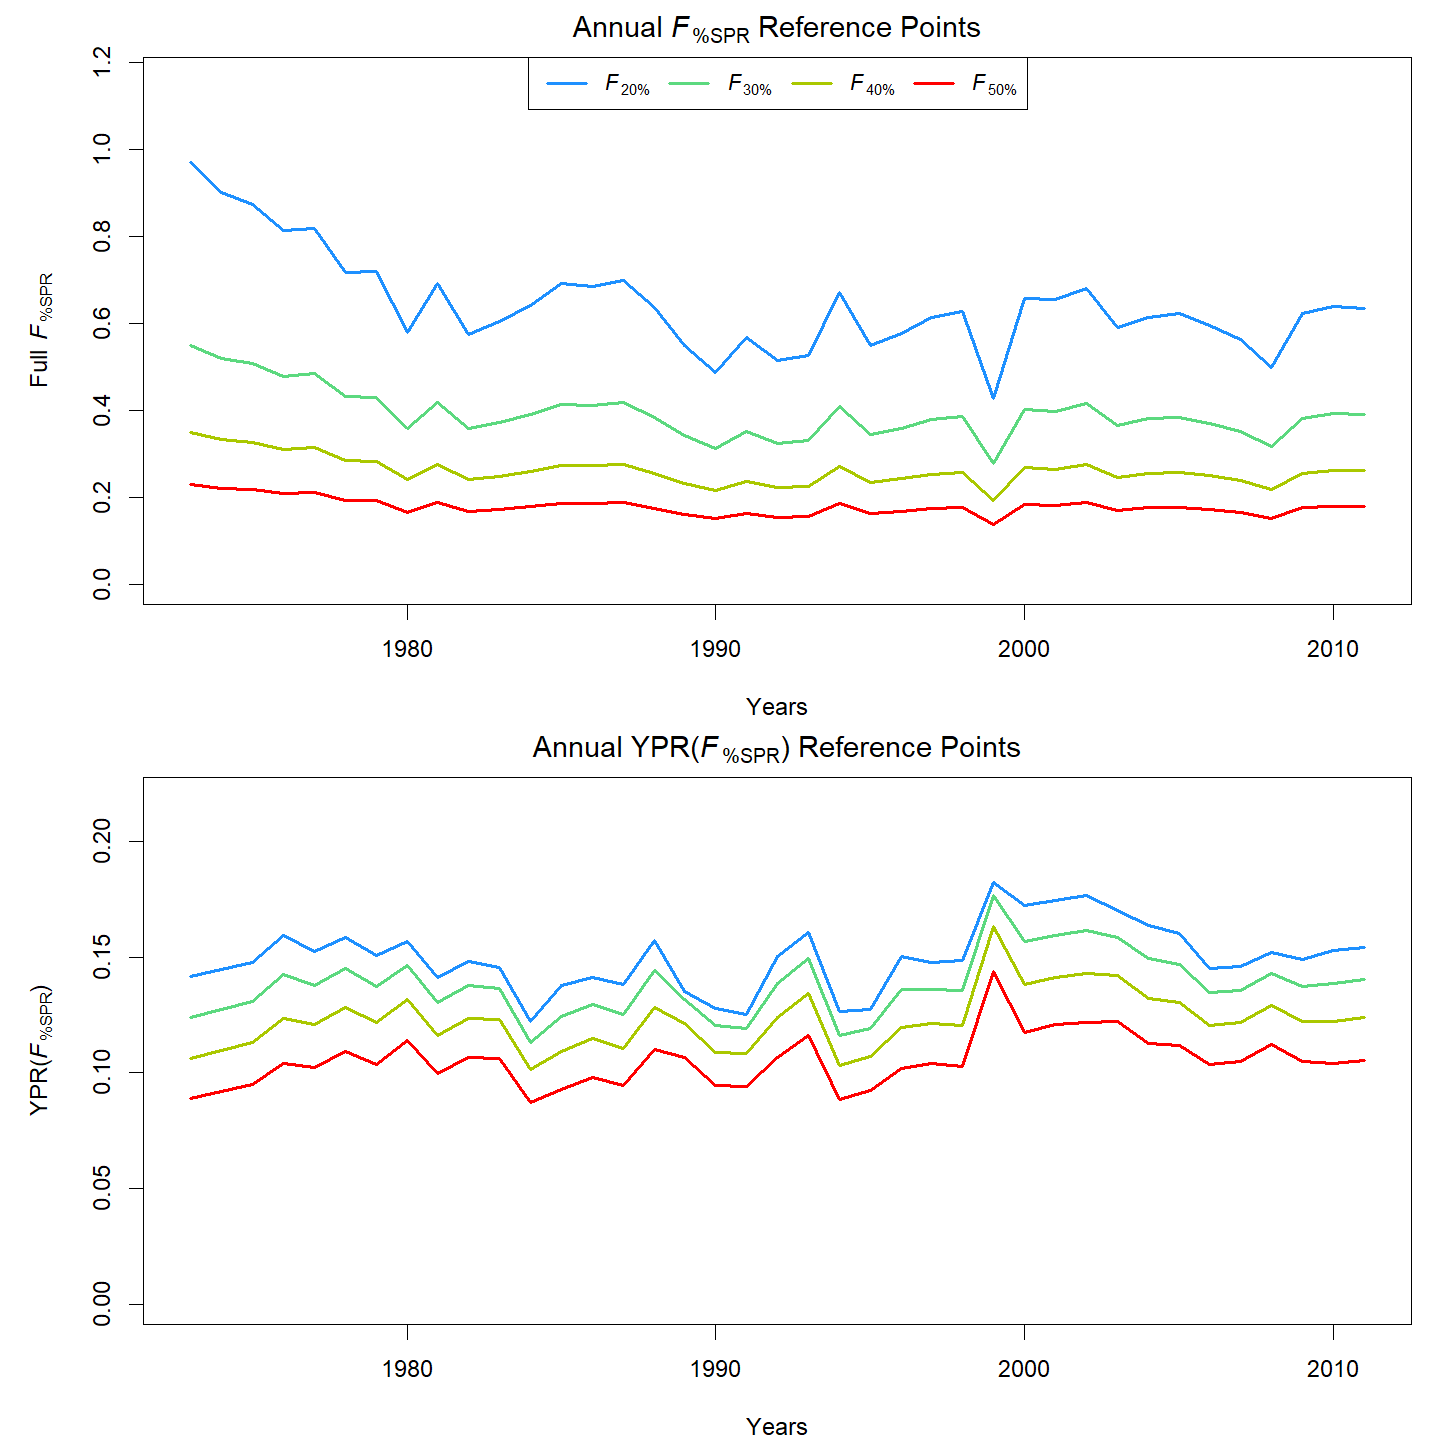 Annual F%SPR Reference Points
F20% F30% F40% F50%
Full F%SPR
1.2
1.0
0.8
0.6
0.4
0.2
0.0
1980 1990 2000 2010
Years
Annual YPR(F%SPR) Reference Points
YPR(F%SPR)
0.20
0.15
0.10
0.05
0.00
1980 1990 2000 2010
Years